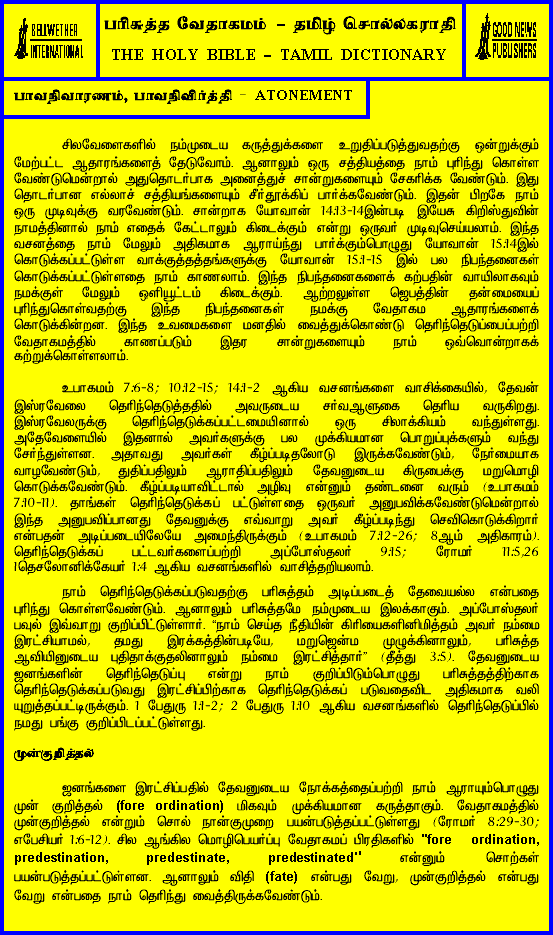 BELLWETHER
INTERNATIONAL
பரிசுத்த வேதாகமம் – தமிழ் சொல்லகராதி
THE HOLY BIBLE – TAMIL DICTIONARY
GOOD NEWS
PUBLISHERS
பாவநிவாரணம், பாவநிவிர்த்தி – ATONEMENT
சிலவேளைகளில் நம்முடைய கருத்துக்களை உறுதிப்படுத்துவதற்கு ஒன்றுக்கும்
மேற்பட்ட ஆதாரங்களைத் தேடுவோம். ஆனாலும் ஒரு சத்தியத்தை நாம் புரிந்து கொள்ள
வேண்டுமென்றால் அதுதொடர்பாக அனைத்துச் சான்றுகளையும் சேகரிக்க வேண்டும். இது
தொடர்பான எல்லாச் சத்தியங்களையும் சீர்தூக்கிப் பார்க்கவேண்டும். இதன் பிறகே நாம்
ஒரு முடிவுக்கு வரவேண்டும். சான்றாக யோவான் 14:13-14இன்படி இயேசு கிறிஸ்துவின்
நாமத்தினால் நாம் எதைக் கேட்டாலும் கிடைக்கும் என்று ஒருவர் முடிவுசெய்யலாம். இந்த
வசனத்தை நாம் மேலும் அதிகமாக ஆராய்ந்து பார்க்கும்பொழுது யோவான் 15:14இல்
கொடுக்கப்பட்டுள்ள வாக்குத்தத்தங்களுக்கு யோவான் 15:1-15 இல் பல நிபந்தனைகள்
கொடுக்கப்பட்டுள்ளதை நாம் காணலாம். இந்த நிபந்தனைகளைக் கற்பதின் வாயிலாகவும்
நமக்குள் மேலும் ஒளியூட்டம் கிடைக்கும். ஆற்றலுள்ள ஜெபத்தின் தன்மையைப்
புரிந்துகொள்வதற்கு இந்த நிபந்தனைகள் நமக்கு வேதாகம ஆதாரங்களைக்
கொடுக்கின்றன. இந்த உவமைகளை மனதில் வைத்துக்கொண்டு தெரிந்தெடுப்பைப்பற்றி
வேதாகமத்தில் காணப்படும் இதர சான்றுகளையும் நாம் ஒவ்வொன்றாகக்
கற்றுக்கொள்ளலாம்.
உபாகமம் 7:6-8; 10:12-15; 14:1-2 ஆகிய வசனங்களை வாசிக்கையில், தேவன்
இஸ்ரவேலை தெரிந்தெடுத்ததில் அவருடைய சர்வஆளுகை தெரிய வருகிறது.
இஸ்ரவேலருக்கு தெரிந்தெடுக்கப்பட்டமையினால் ஒரு சிலாக்கியம் வந்துள்ளது.
அதேவேளையில் இதனால் அவர்களுக்கு பல முக்கியமான பொறுப்புக்களும் வந்து
சேர்ந்துள்ளன. அதாவது அவர்கள் கீழ்ப்படிதலோடு இருக்கவேண்டும், நேர்மையாக
வாழவேண்டும், துதிப்பதிலும் ஆராதிப்பதிலும் தேவனுடைய கிருபைக்கு மறுமொழி
கொடுக்கவேண்டும். கீழ்ப்படியாவிட்டால் அழிவு என்னும் தண்டனை வரும் (உபாகமம்
7:10-11). தாங்கள் தெரிந்தெடுக்கப் பட்டுள்ளதை ஒருவர் அனுபவிக்கவேண்டுமென்றால்
இந்த அனுபவிப்பானது தேவனுக்கு எவ்வாறு அவர் கீழ்ப்படிந்து செவிகொடுக்கிறார்
என்பதன் அடிப்படையிலேயே அமைந்திருக்கும் (உபாகமம் 7:12-26; 8ஆம் அதிகாரம்).
தெரிந்தெடுக்கப் பட்டவர்களைப்பற்றி அப்போஸ்தலர் 9:15; ரோமர் 11:5,26
1தெசலோனிக்கேயர் 1:4 ஆகிய வசனங்களில் வாசித்தறியலாம்.
நாம் தெரிந்தெடுக்கப்படுவதற்கு பரிசுத்தம் அடிப்படைத் தேவையல்ல என்பதை
புரிந்து கொள்ளவேண்டும். ஆனாலும் பரிசுத்தமே நம்முடைய இலக்காகும். அப்போஸ்தலர்
பவுல் இவ்வாறு குறிப்பிட்டுள்ளார். "நாம் செய்த நீதியின் கிரியைகளினிமித்தம் அவர் நம்மை
இரட்சியாமல், தமது இரக்கத்தின்படியே, மறுஜென்ம முழுக்கினாலும், பரிசுத்த
ஆவியினுடைய புதிதாக்குதலினாலும் நம்மை இரட்சித்தார்" (தீத்து 3:5). தேவனுடைய
ஜனங்களின் தெரிந்தெடுப்பு என்று நாம் குறிப்பிடும்பொழுது பரிசுத்தத்திற்காக
தெரிந்தெடுக்கப்படுவது இரட்சிப்பிற்காக தெரிந்தெடுக்கப் படுவதைவிட அதிகமாக வலி
யுறுத்தப்பட்டிருக்கும். 1 பேதுரு 1:1-2; 2 பேதுரு 1:10 ஆகிய வசனங்களில் தெரிந்தெடுப்பில்
நமது பங்கு குறிப்பிடப்பட்டுள்ளது.
முன்குறித்தல்
ஜனங்களை இரட்சிப்பதில் தேவனுடைய நோக்கத்தைப்பற்றி நாம் ஆராயும்பொழுது
முன் குறித்தல் (fore ordination) மிகவும் முக்கியமான கருத்தாகும். வேதாகமத்தில்
முன்குறித்தல் என்னும் சொல் நான்குமுறை பயன்படுத்தப்பட்டுள்ளது (ரோமர் 8:29-30;
எபேசியர் 1:6-12). சில ஆங்கில மொழிபெயர்ப்பு வேதாகமப் பிரதிகளில் "fore ordination,
predestination, predestinate, predestinated" என்னும் சொற்கள்
பயன்படுத்தப்பட்டுள்ளன. ஆனாலும் விதி (fate) என்பது வேறு, முன்குறித்தல் என்பது
வேறு என்பதை நாம் தெரிந்து வைத்திருக்கவேண்டும்.